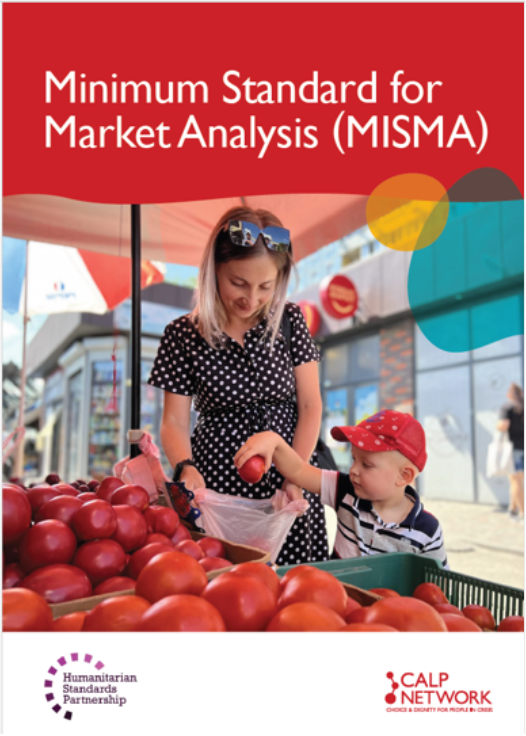 Minimum Standard for
Market Analysis (MISMA)
Humanitarian
Standards
Partnership
CALP
NETWORK
CHOICE & DIGNITY FOR PEOPLE IN CRISIS